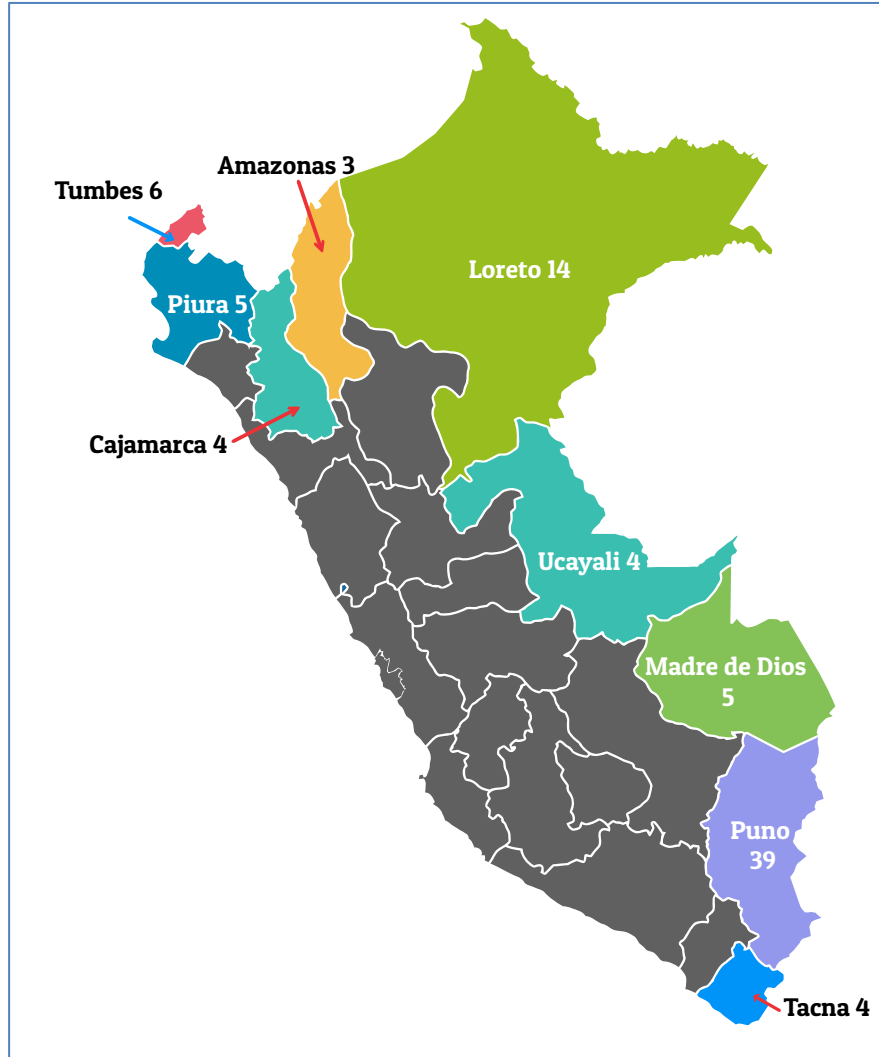 Amazonas 3
Tumbes 6
Loreto 14
Piura 5
Cajamarca 4
Ucayali 4
Madre de Dios
5
Puno
39
Tacna 4